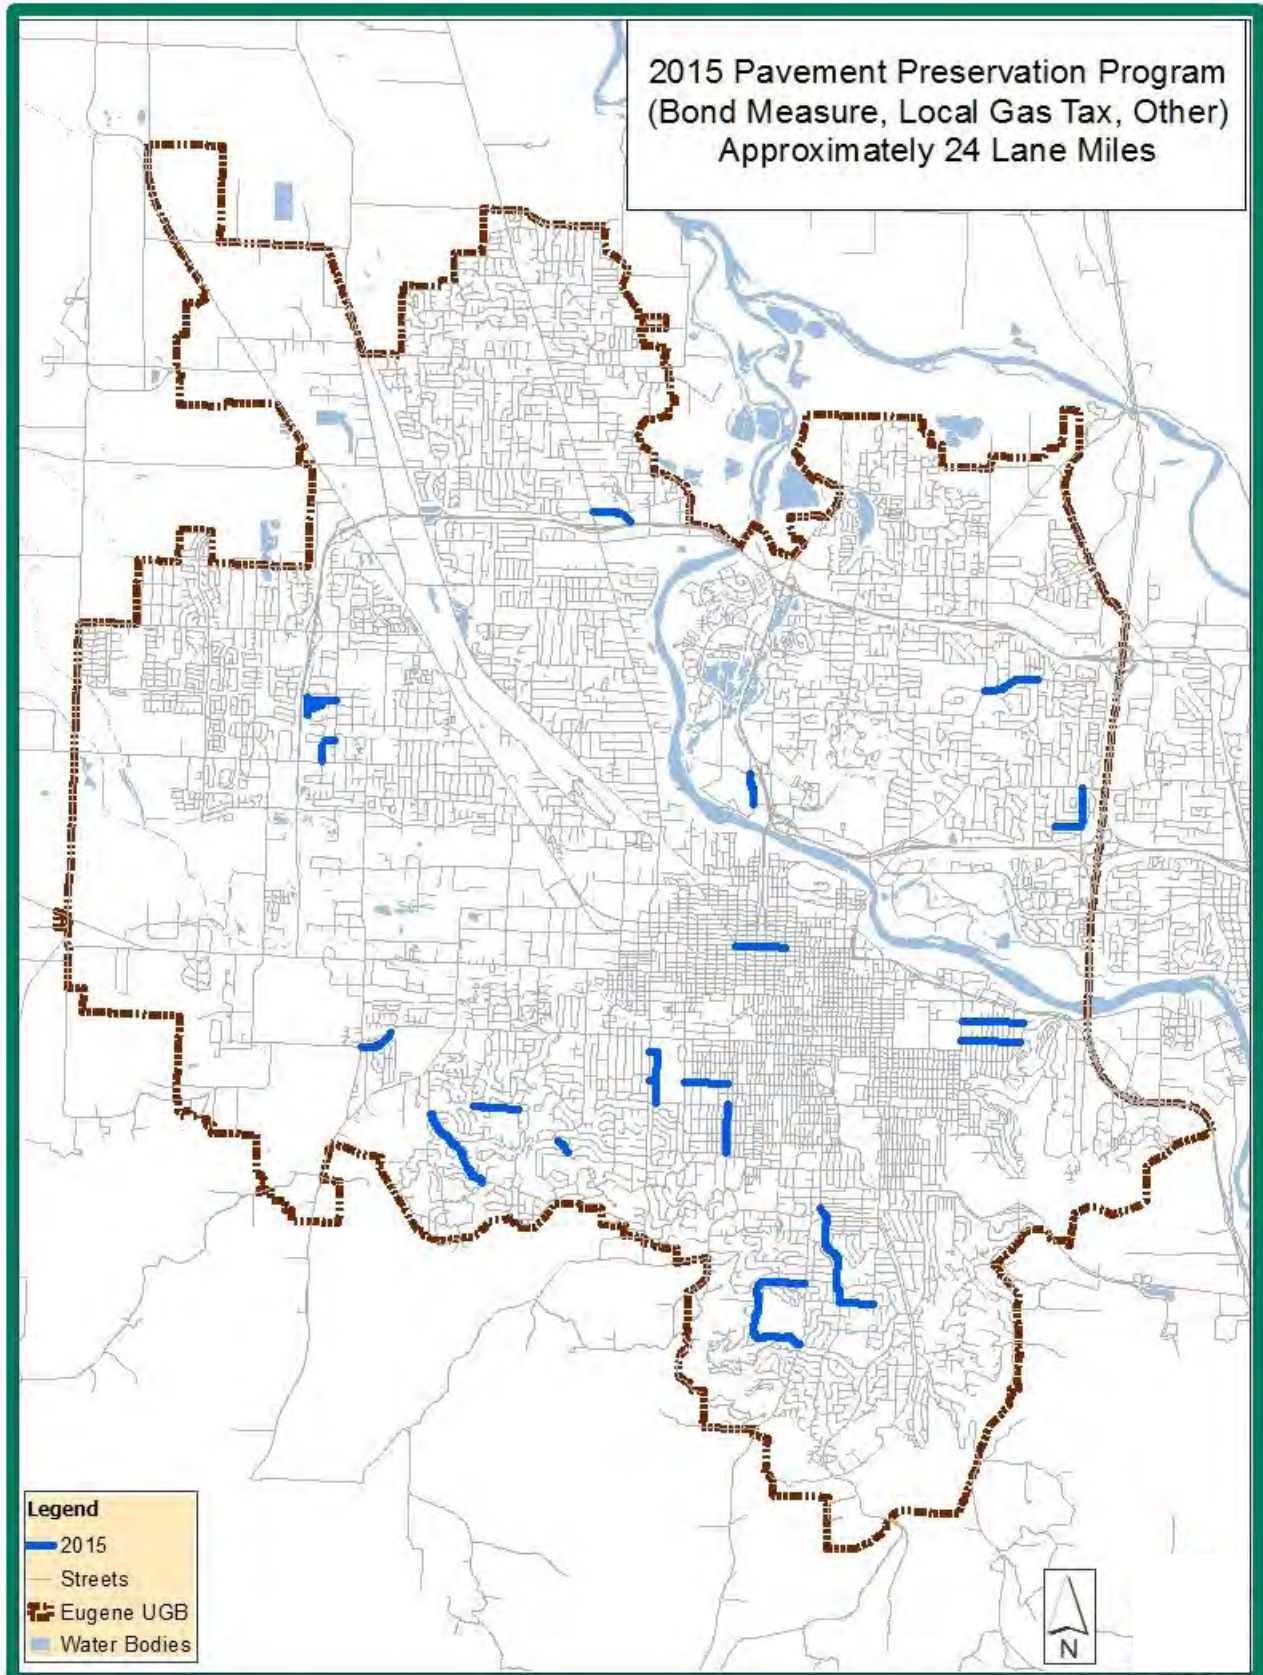 2015 Pavement Preservation Program
(Bond Measure, Local Gas Tax, Other)
Approximately 24 Lane Miles
Legend
2015
Streets
Eugene UGB
Water Bodies
N